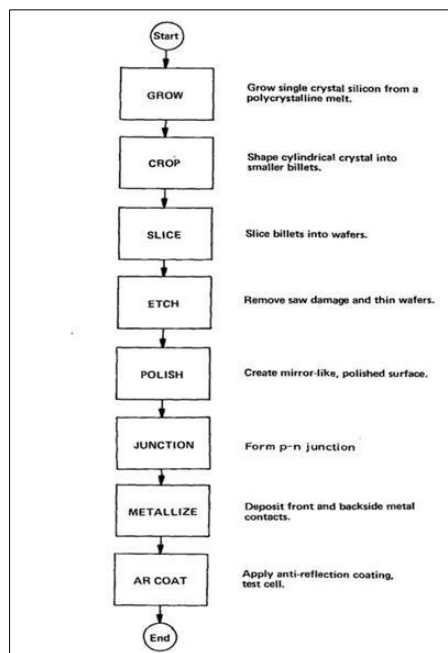 Start
GROW
Grow single crystal silicon from a
polycrystalline melt.
CROP
Shape cylindrical crystal into
smaller billets.
SLICE
Slice billets into wafers.
ETCH
Remove saw damage and thin wafers.
POLISH
Create mirror-like, polished surface.
JUNCTION
Form p-n junction
METALLIZE
Deposit front and backside metal
contacts.
AR COAT
Apply anti-reflection coating,
test cell.
End